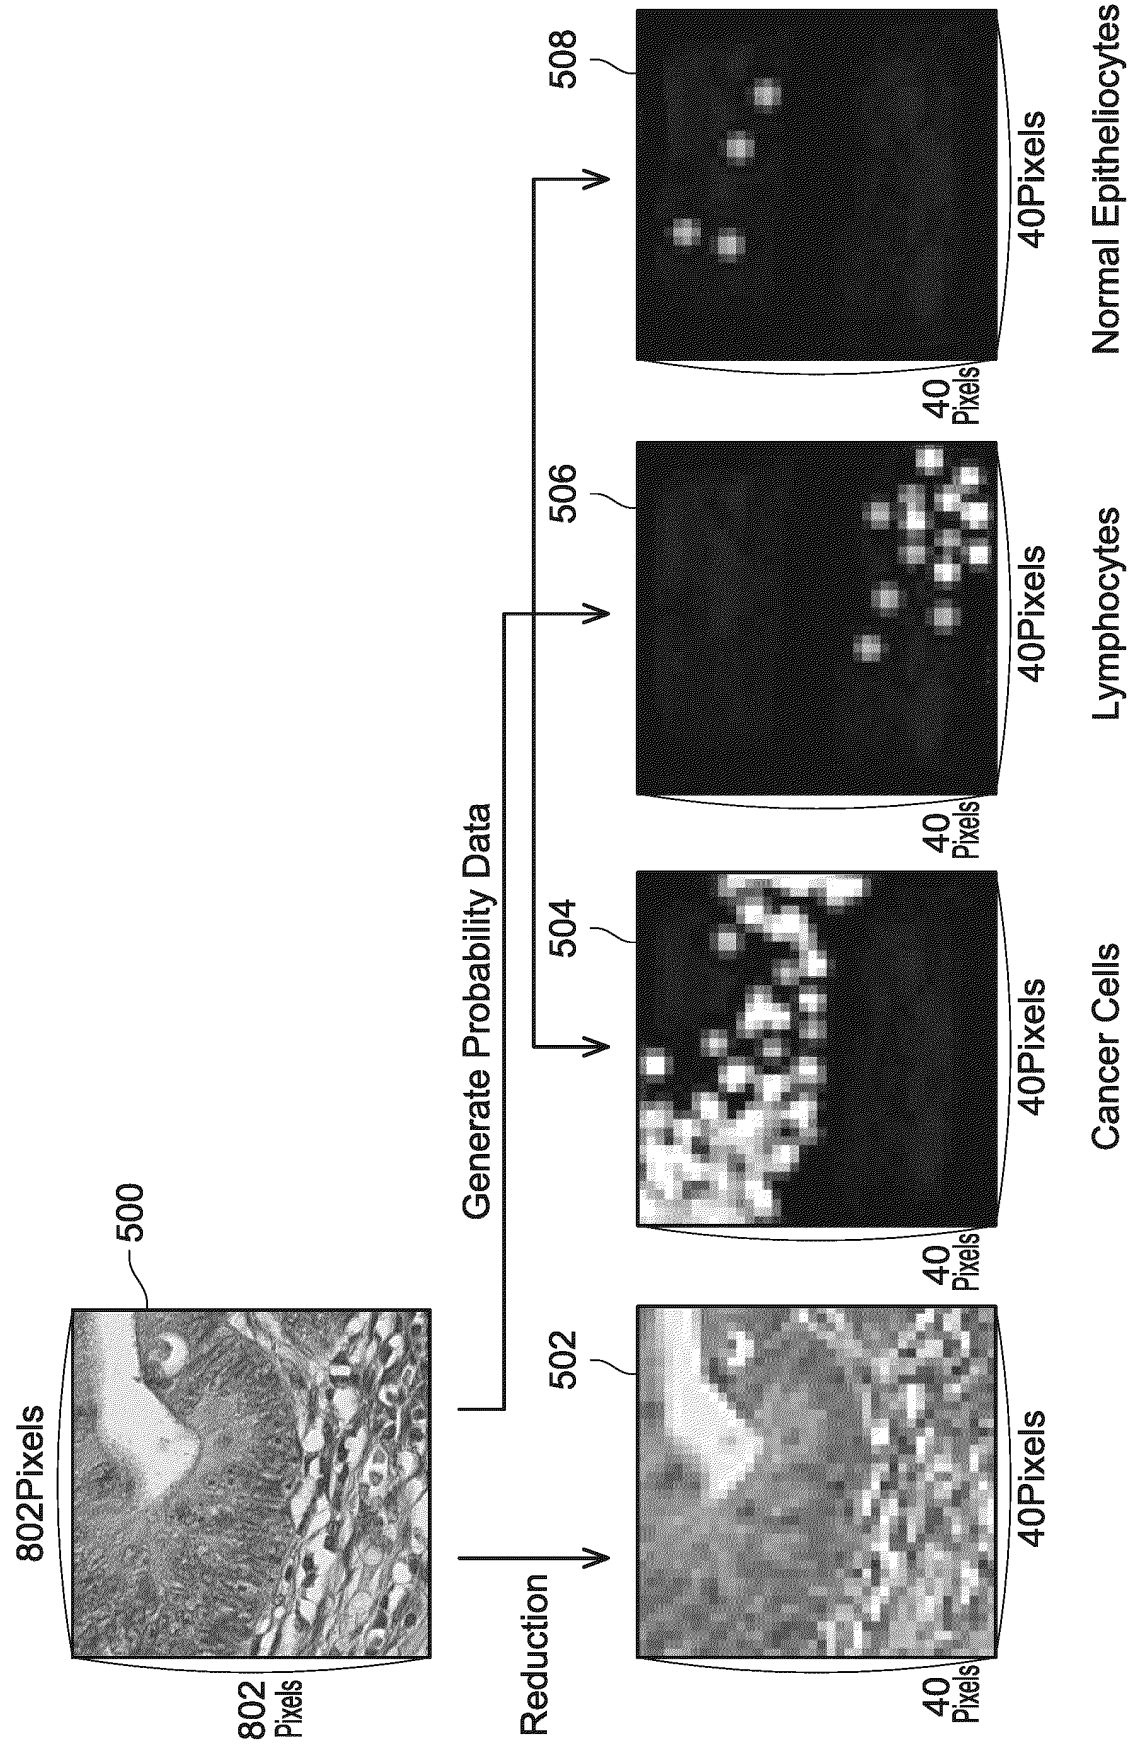 802Pixels
802
Pixels
500
Reduction
Generate Probability Data
502
504
506
508
40
Pixels
40Pixels
40
Pixels
40Pixels
Cancer Cells
40
Pixels
40Pixels
Lymphocytes
40
Pixels
40Pixels
Normal Epitheliocytes